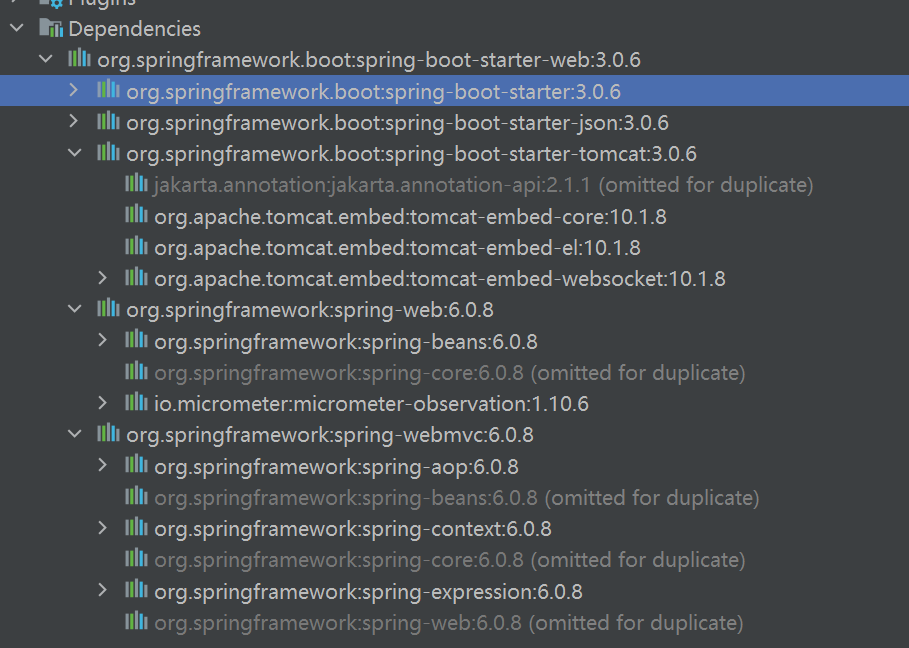 Plugins
Dependencies
org.springframework.boot:spring-boot-starter-web:3.0.6
org.springframework.boot:spring-boot-starter:3.0.6
org.springframework.boot:spring-boot-starter-json:3.0.6
org.springframework.boot:spring-boot-starter-tomcat:3.0.6
jakarta.annotation:jakarta.annotation-api:2.1.1 (omitted for duplicate)
org.apache.tomcat.embed:tomcat-embed-core:10.1.8
org.apache.tomcat.embed:tomcat-embed-el:10.1.8
org.apache.tomcat.embed:tomcat-embed-websocket:10.1.8
org.springframework:spring-web:6.0.8
org.springframework:spring-beans:6.0.8
org.springframework:spring-core:6.0.8 (omitted for duplicate)
io.micrometer:micrometer-observation:1.10.6
org.springframework:spring-webmvc:6.0.8
org.springframework:spring-aop:6.0.8
org.springframework:spring-beans:6.0.8 (omitted for duplicate)
org.springframework:spring-context:6.0.8
org.springframework:spring-core:6.0.8 (omitted for duplicate)
org.springframework:spring-expression:6.0.8
org.springframework:spring-web:6.0.8 (omitted for duplicate)